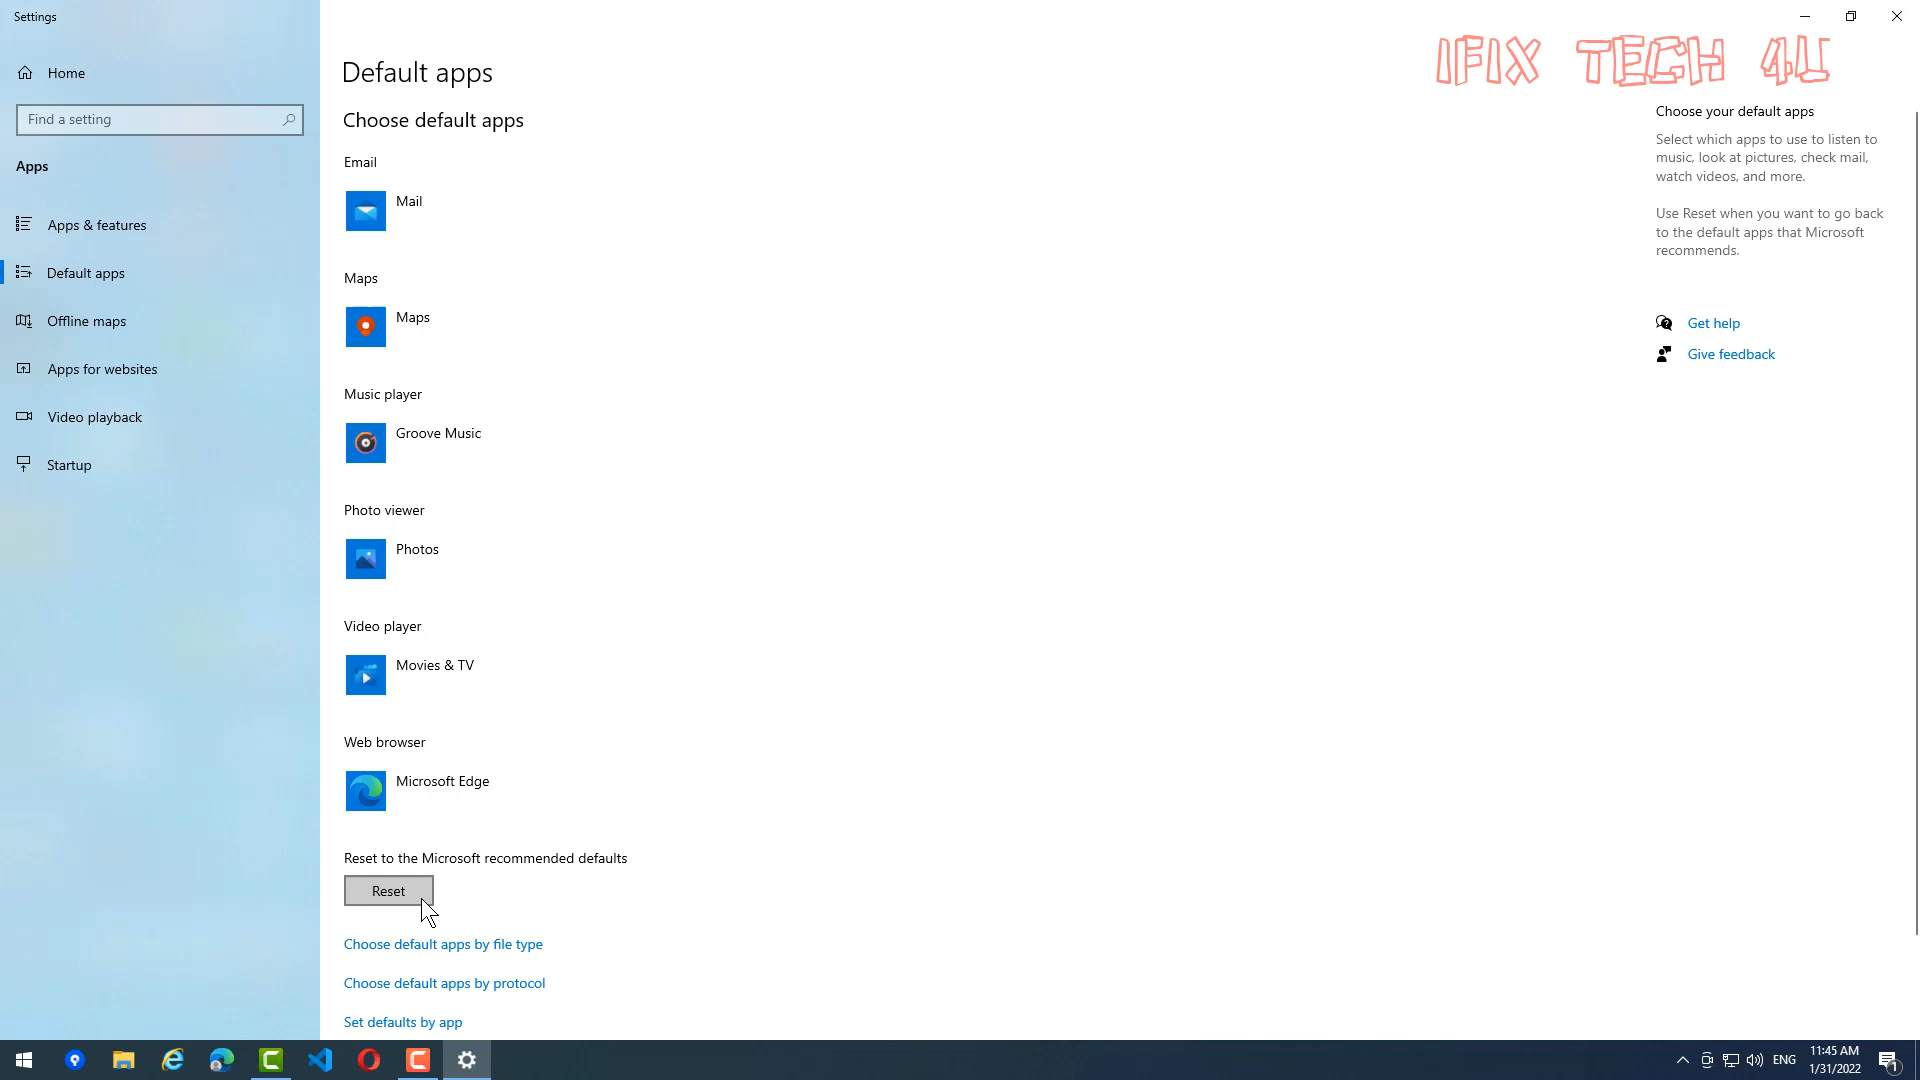 Settings
Home
Find a setting
Apps
Apps & features
Default apps
Offline maps
Apps for websites
Video playback
Startup
Default apps
Choose default apps
Email
Mail
Maps
Maps
Music player
Groove Music
Photo viewer
Photos
Video player
Movies & TV
Web browser
Microsoft Edge
Reset to the Microsoft recommended defaults
Reset
Choose default apps by file type
Choose default apps by protocol
Set defaults by app
IFIX TECH 4U
Choose your default apps
Select which apps to use to listen to
music, look at pictures, check mail,
watch videos, and more.
Use Reset when you want to go back
to the default apps that Microsoft
recommends.
Get help
Give feedback
ENG
11:45 AM
1/31/2022
1